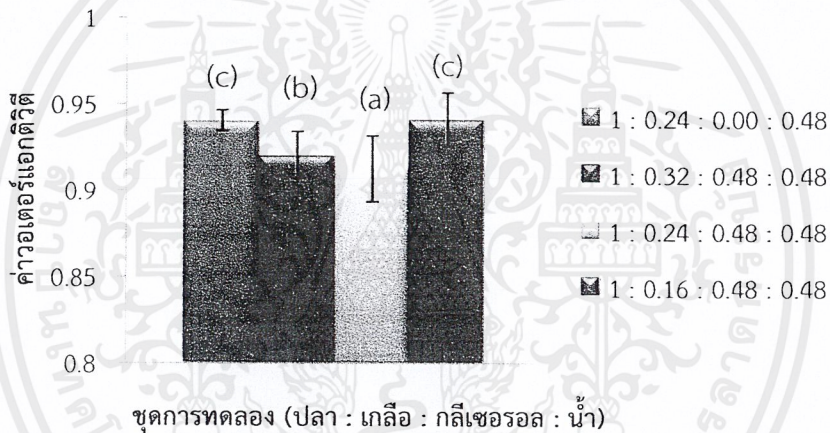 1
(c)
(b)
(a)
(c)
0.95
0.9
0.85
0.8
ค่าวอเตอร์แอกติวิตี
1 : 0.24 : 0.00 : 0.48
1 : 0.32 : 0.48 : 0.48
1 : 0.24 : 0.48 : 0.48
1 : 0.16 : 0.48 : 0.48
ชุดการทดลอง (ปลา : เกลือ : กลีเซอรอล : น้ำ)